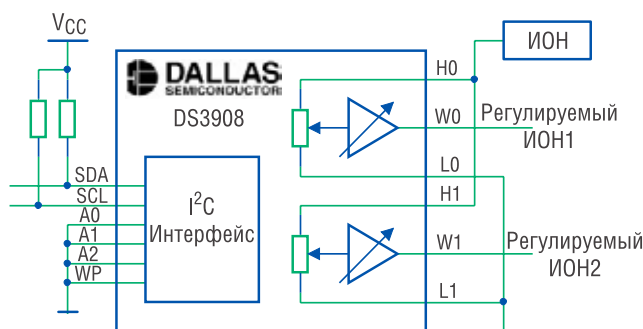 VCC
DALLAS
SEMICONDUCTOR
DS3908
ИОН
H0
W0
Регулируемый
ИОН1
L0
H1
SDA
SCL
A0
A1
A2
WP
I²C
Интерфейс
W1
Регулируемый
ИОН2
L1